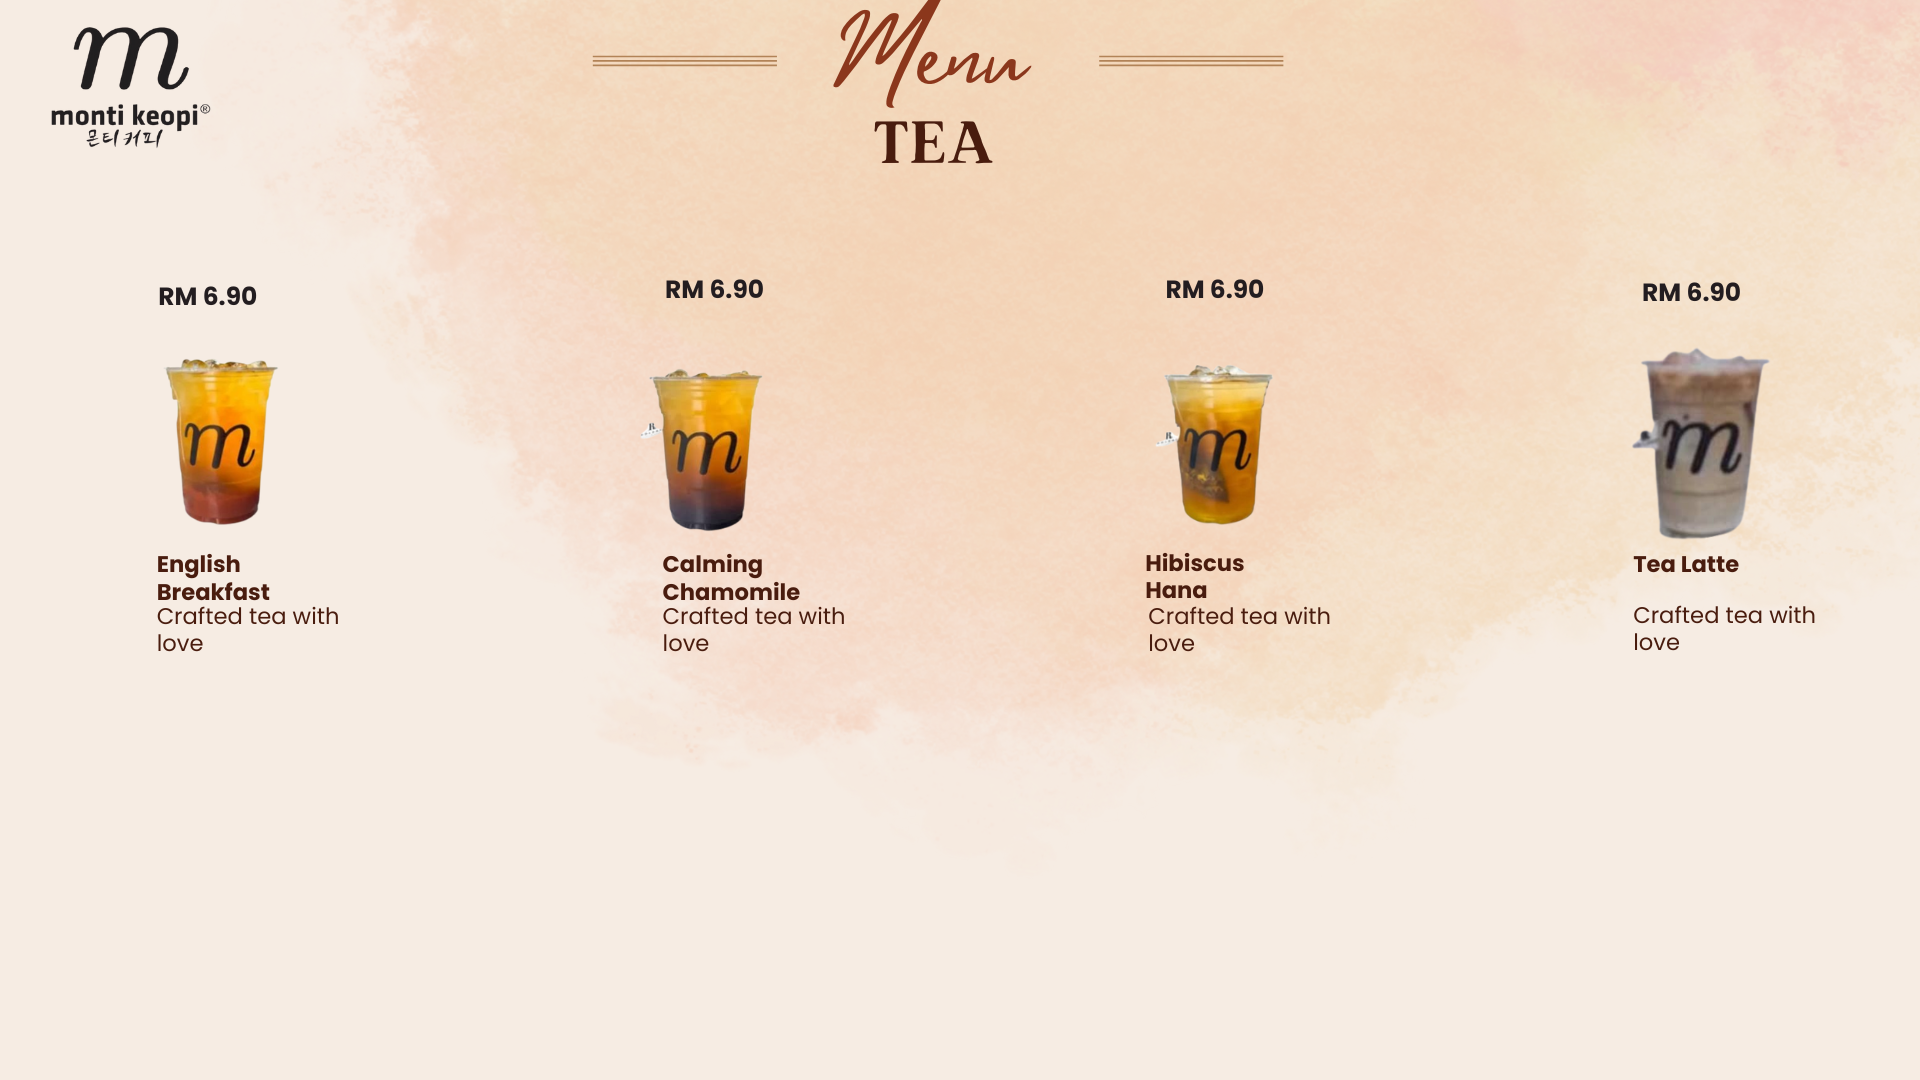 m
monti keopi®
몬티 커피
Menu
TEA
RM 6.90
RM 6.90
RM 6.90
RM 6.90
m
m
m
m
English
Breakfast
Crafted tea with
love
Calming
Chamomile
Crafted tea with
love
Hibiscus
Hana
Crafted tea with
love
Tea Latte
Crafted tea with
love